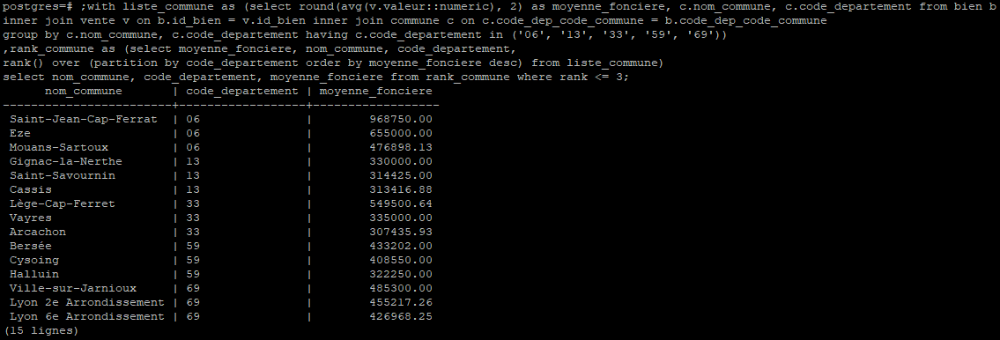 postgres=# ;with liste_commune as (select round(avg(v.valeur::numeric), 2) as moyenne_fonciere, c.nom_commune, c.code_departement from bien b
inner join vente v on b.id_bien = v.id_bien inner join commune c on c.code_dep_code_commune = b.code_dep_code_commune
group by c.nom_commune, c.code_departement having c.code_departement in ('06', '13', '33', '59', '69'))
,rank_commune as (select moyenne_fonciere, nom_commune, code_departement,
rank() over (partition by code_departement order by moyenne_fonciere desc) from liste_commune)
select nom_commune, code_departement, moyenne_fonciere from rank_commune where rank <= 3;
      nom_commune       | code_departement | moyenne_fonciere
------------------------+------------------+------------------
 Saint-Jean-Cap-Ferrat  | 06               |        968750.00
 Eze                    | 06               |        655000.00
 Mouans-Sartoux         | 06               |        476898.13
 Gignac-la-Nerthe       | 13               |        330000.00
 Saint-Savournin        | 13               |        314425.00
 Cassis                 | 13               |        313416.88
 Lège-Cap-Ferret        | 33               |        549500.64
 Vayres                 | 33               |        335000.00
 Arcachon               | 33               |        307435.93
 Bersée                 | 59               |        433202.00
 Cysoing                | 59               |        408550.00
 Halluin                | 59               |        322250.00
 Ville-sur-Jarnioux     | 69               |        485300.00
 Lyon 2e Arrondissement | 69               |        455217.26
 Lyon 6e Arrondissement | 69               |        426968.25
(15 lignes)